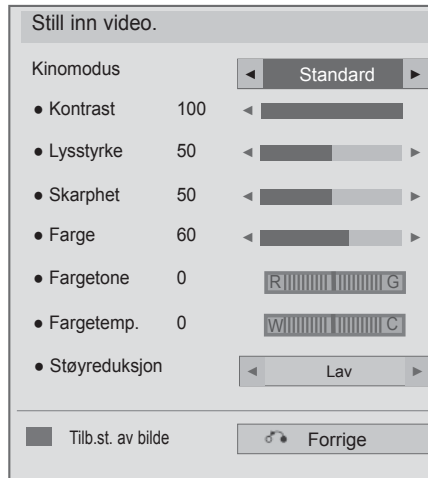 Still inn video.
Kinomodus ◄ Standard ►
● Kontrast 100 ◄
● Lysstyrke 50 ◄ ►
● Skarphet 50 ◄ ►
● Farge 60 ◄ ►
● Fargetone 0 R G
● Fargetemp. 0 W C
● Støyreduksjon ◄ Lav ►
Tilb.st. av bilde Forrige